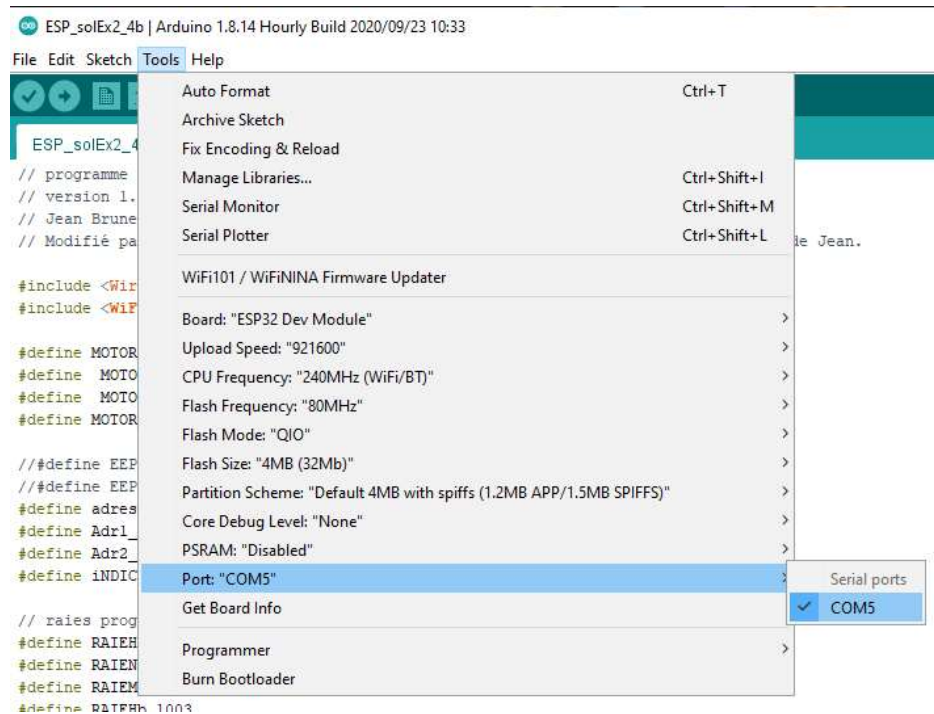 ESP_solEx2_4b | Arduino 1.8.14 Hourly Build 2020/09/23 10:33
File Edit Sketch Tools Help
ESP_solEx2_4
Auto Format Ctrl+T
Archive Sketch
Fix Encoding & Reload
Manage Libraries... Ctrl+Shift+I
Serial Monitor Ctrl+Shift+M
Serial Plotter Ctrl+Shift+L
WiFi101 / WiFiNINA Firmware Updater
Board: "ESP32 Dev Module"
Upload Speed: "921600"
CPU Frequency: "240MHz (WiFi/BT)"
Flash Frequency: "80MHz"
Flash Mode: "QIO"
Flash Size: "4MB (32Mb)"
Partition Scheme: "Default 4MB with spiffs (1.2MB APP/1.5MB SPIFFS)"
Core Debug Level: "None"
PSRAM: "Disabled"
Port: "COM5"
Get Board Info
Programmer
Burn Bootloader
Serial ports
COM5
// programme
// version 1.
// Jean Brune
// Modifié pa de Jean.
#include <Wir
#include <WiF
#define MOTOR
#define MOTO
#define MOTO
#define MOTOR
//#define EEP
//#define EEP
#define adres
#define Adr1_
#define Adr2_
#define iNDIC
// raies prog
#define RAIEH
#define RAIEN
#define RAIEM
#define RAIEHb 1003